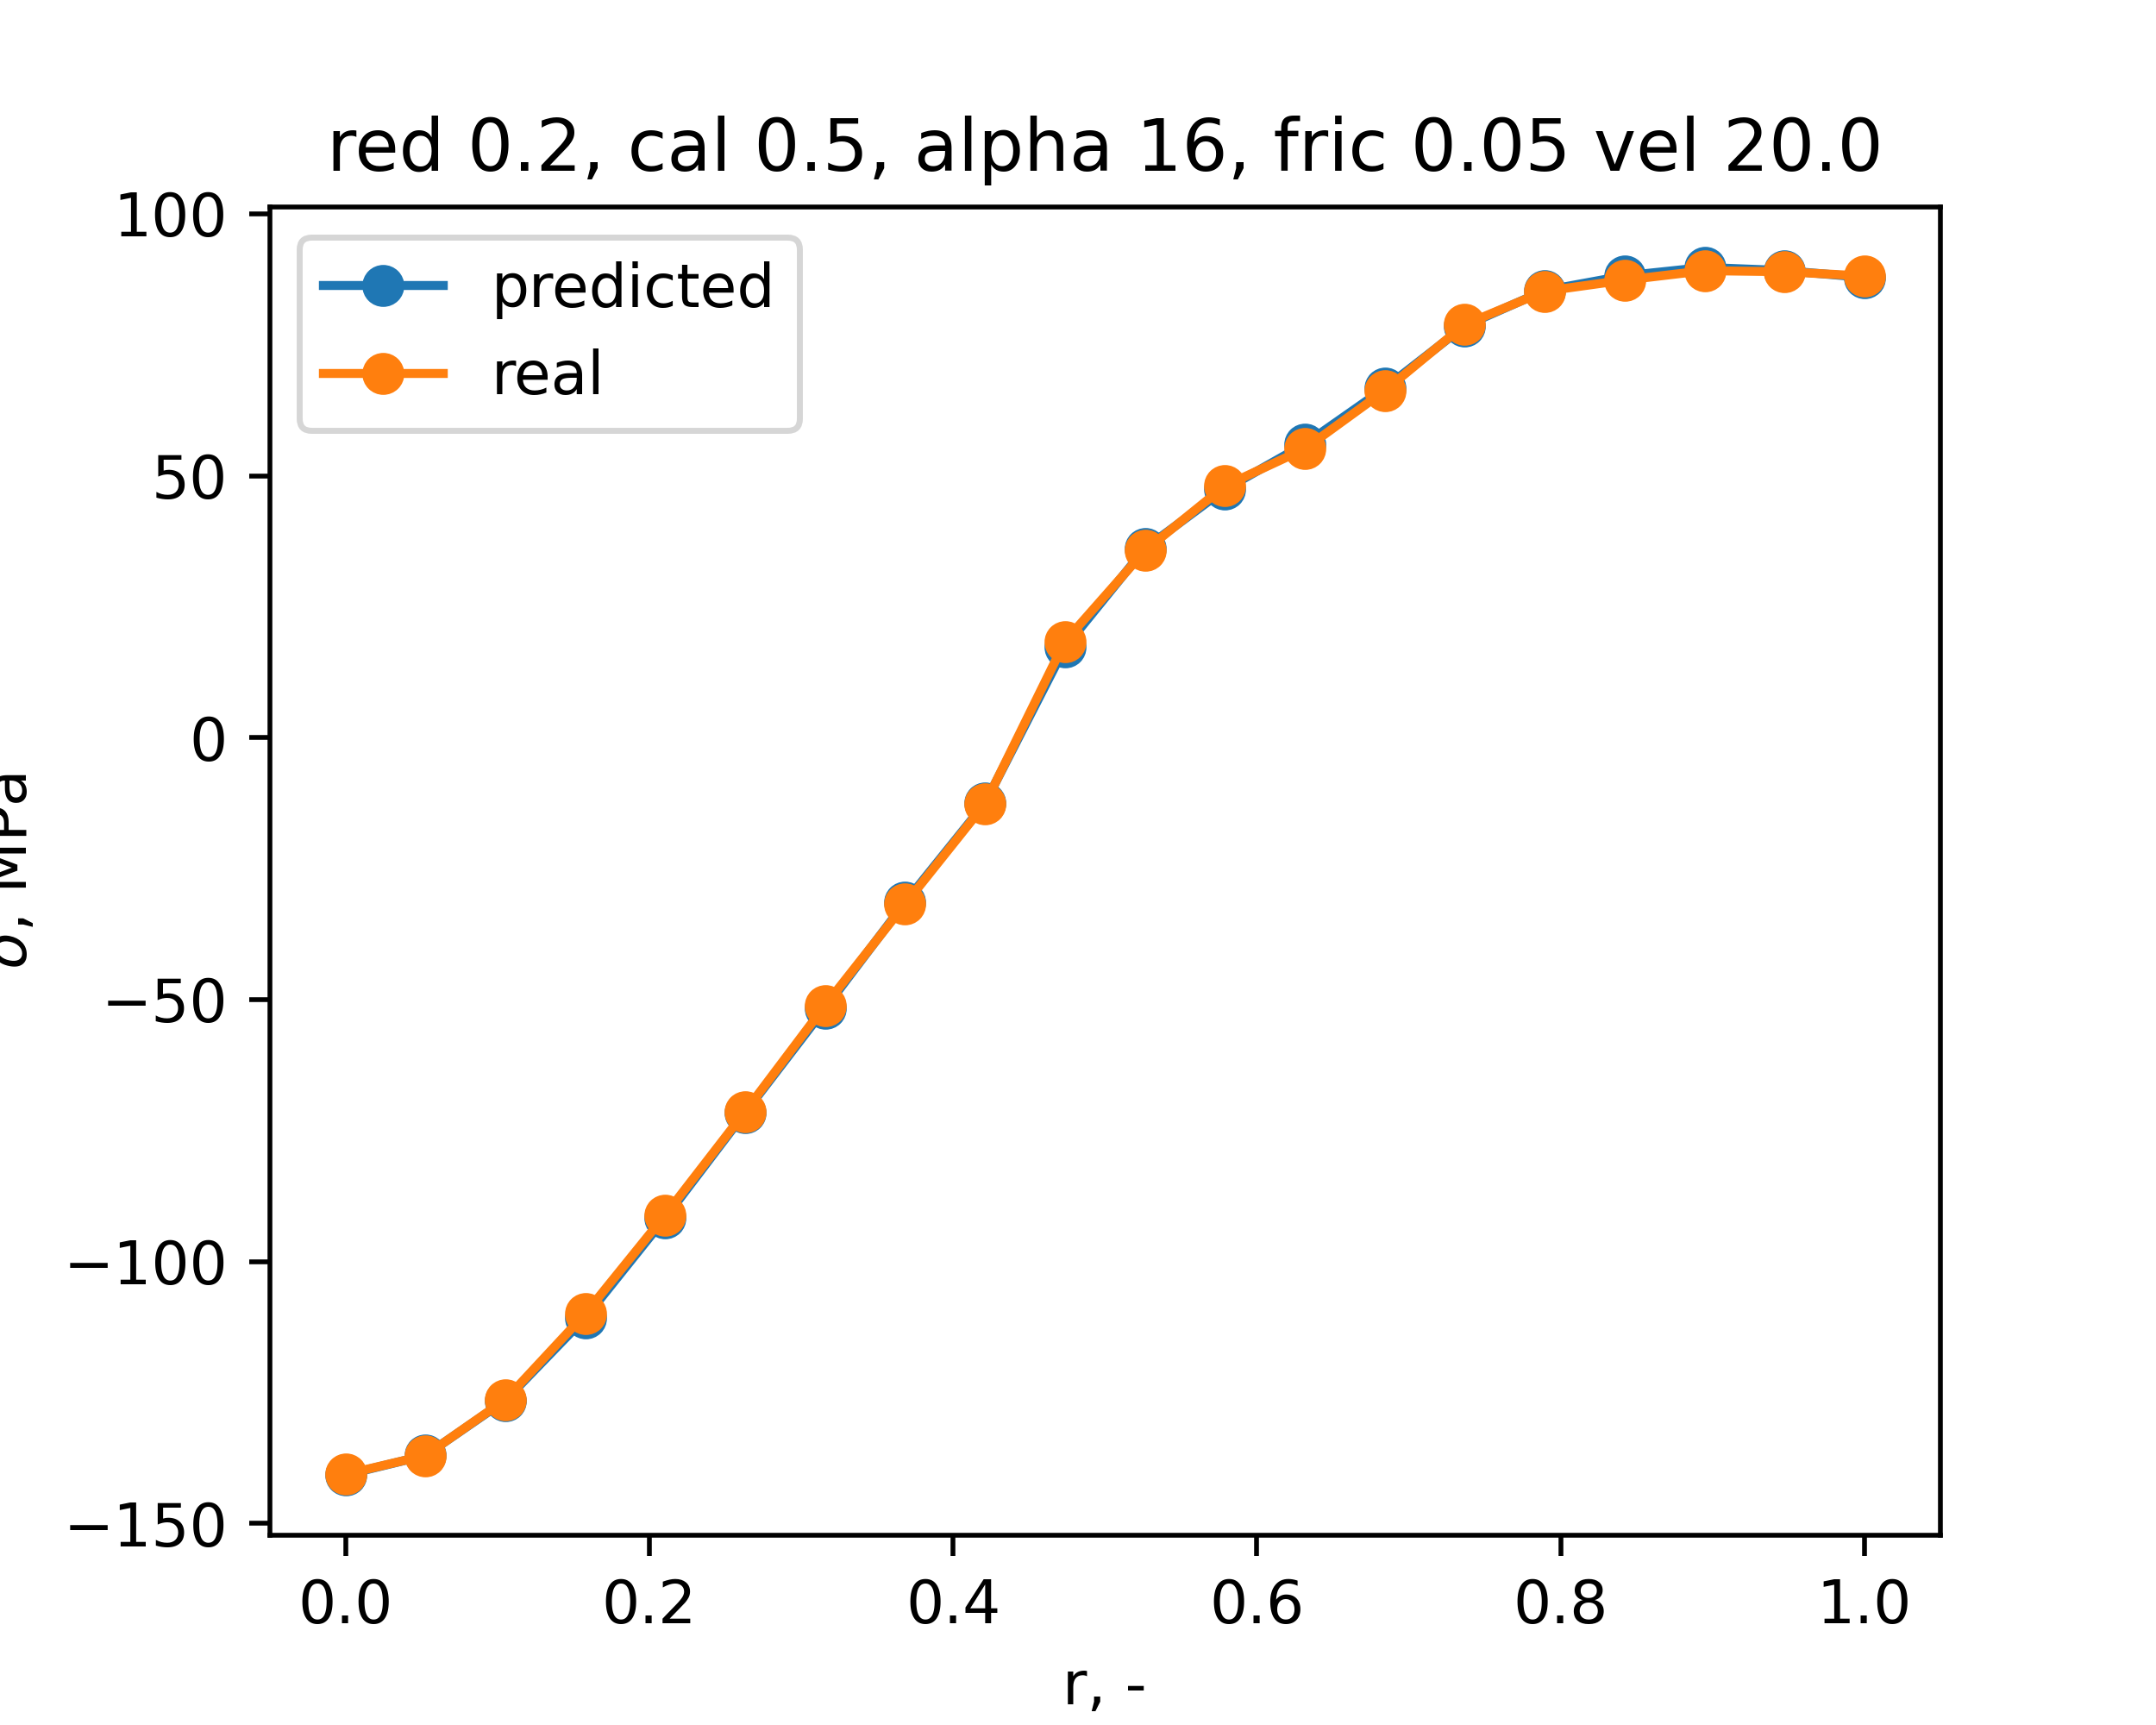 red 0.2, cal 0.5, alpha 16, fric 0.05 vel 20.0
100
50
0
−50
−100
−150
predicted
real
σ, MPa
0.0 0.2 0.4 0.6 0.8 1.0
r, -